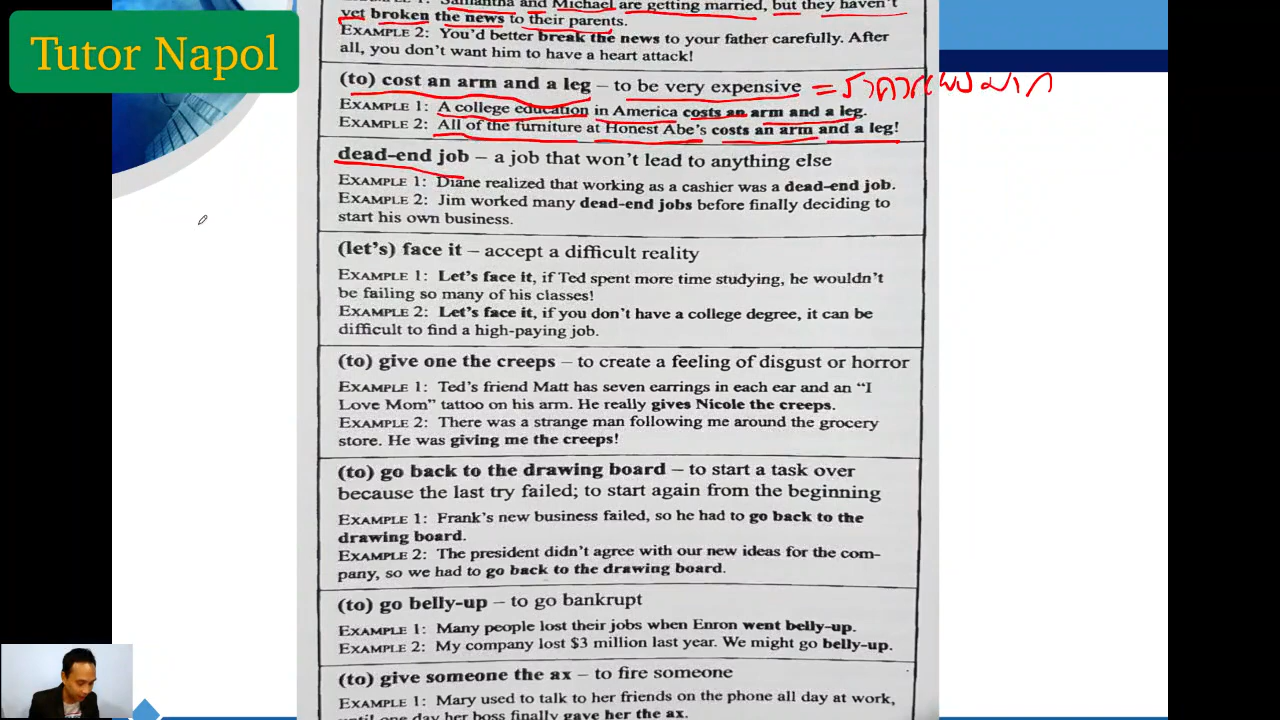 Tutor Napol
EXAMPLE 1: Samantha and Michael are getting married, but they haven't
yet broken the news to their parents.
EXAMPLE 2: You'd better break the news to your father carefully. After
all, you don't want him to have a heart attack!
(to) cost an arm and a leg – to be very expensive = ราคาแพงมาก
EXAMPLE 1: A college education in America costs an arm and a leg.
EXAMPLE 2: All of the furniture at Honest Abe's costs an arm and a leg!
dead-end job – a job that won't lead to anything else
EXAMPLE 1: Diane realized that working as a cashier was a dead-end job.
EXAMPLE 2: Jim worked many dead-end jobs before finally deciding to
start his own business.
(let's) face it – accept a difficult reality
EXAMPLE 1: Let's face it, if Ted spent more time studying, he wouldn't
be failing so many of his classes!
EXAMPLE 2: Let's face it, if you don't have a college degree, it can be
difficult to find a high-paying job.
(to) give one the creeps – to create a feeling of disgust or horror
EXAMPLE 1: Ted's friend Matt has seven earrings in each ear and an "I
Love Mom" tattoo on his arm. He really gives Nicole the creeps.
EXAMPLE 2: There was a strange man following me around the grocery
store. He was giving me the creeps!
(to) go back to the drawing board – to start a task over
because the last try failed; to start again from the beginning
EXAMPLE 1: Frank's new business failed, so he had to go back to the
drawing board.
EXAMPLE 2: The president didn't agree with our new ideas for the com-
pany, so we had to go back to the drawing board.
(to) go belly-up – to go bankrupt
EXAMPLE 1: Many people lost their jobs when Enron went belly-up.
EXAMPLE 2: My company lost $3 million last year. We might go belly-up.
(to) give someone the ax – to fire someone
EXAMPLE 1: Mary used to talk to her friends on the phone all day at work,
until one day her boss finally gave her the ax.